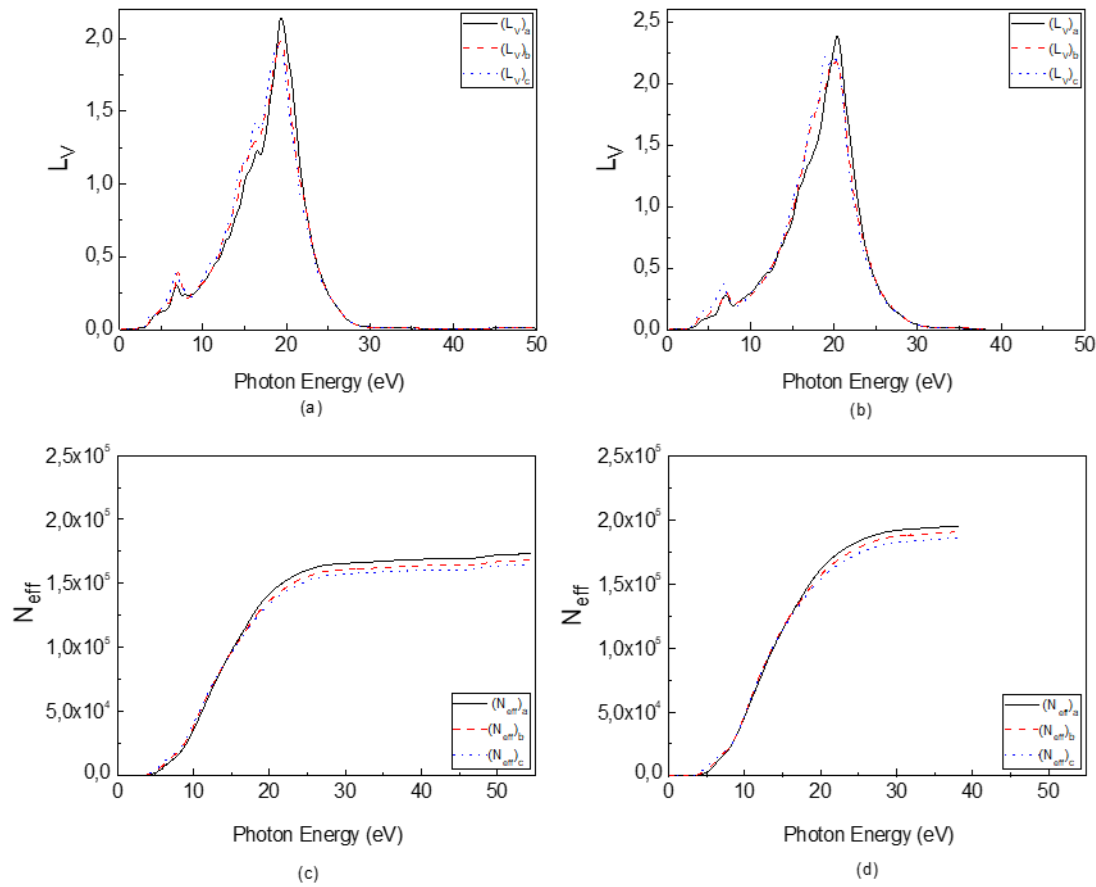 2,0
1,5
1,0
0,5
0,0
L_V
(L_V)_a
(L_V)_b
(L_V)_c
0 10 20 30 40 50
Photon Energy (eV)
(a)
2,5
2,0
1,5
1,0
0,5
0,0
L_V
(L_V)_a
(L_V)_b
(L_V)_c
0 10 20 30 40 50
Photon Energy (eV)
(b)
2,5x10^5
2,0x10^5
1,5x10^5
1,0x10^5
5,0x10^4
0,0
N_eff
(N_eff)_a
(N_eff)_b
(N_eff)_c
0 10 20 30 40 50
Photon Energy (eV)
(c)
2,5x10^5
2,0x10^5
1,5x10^5
1,0x10^5
5,0x10^4
0,0
N_eff
(N_eff)_a
(N_eff)_b
(N_eff)_c
0 10 20 30 40 50
Photon Energy (eV)
(d)